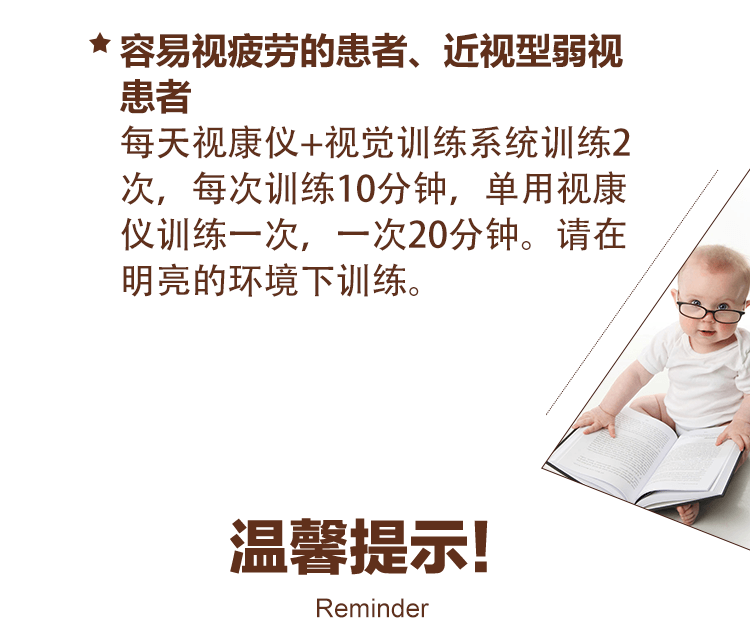 容易视疲劳的患者、近视型弱视
患者
每天视康仪+视觉训练系统训练2
次，每次训练10分钟，单用视康
仪训练一次，一次20分钟。请在
明亮的环境下训练。
温馨提示!
Reminder